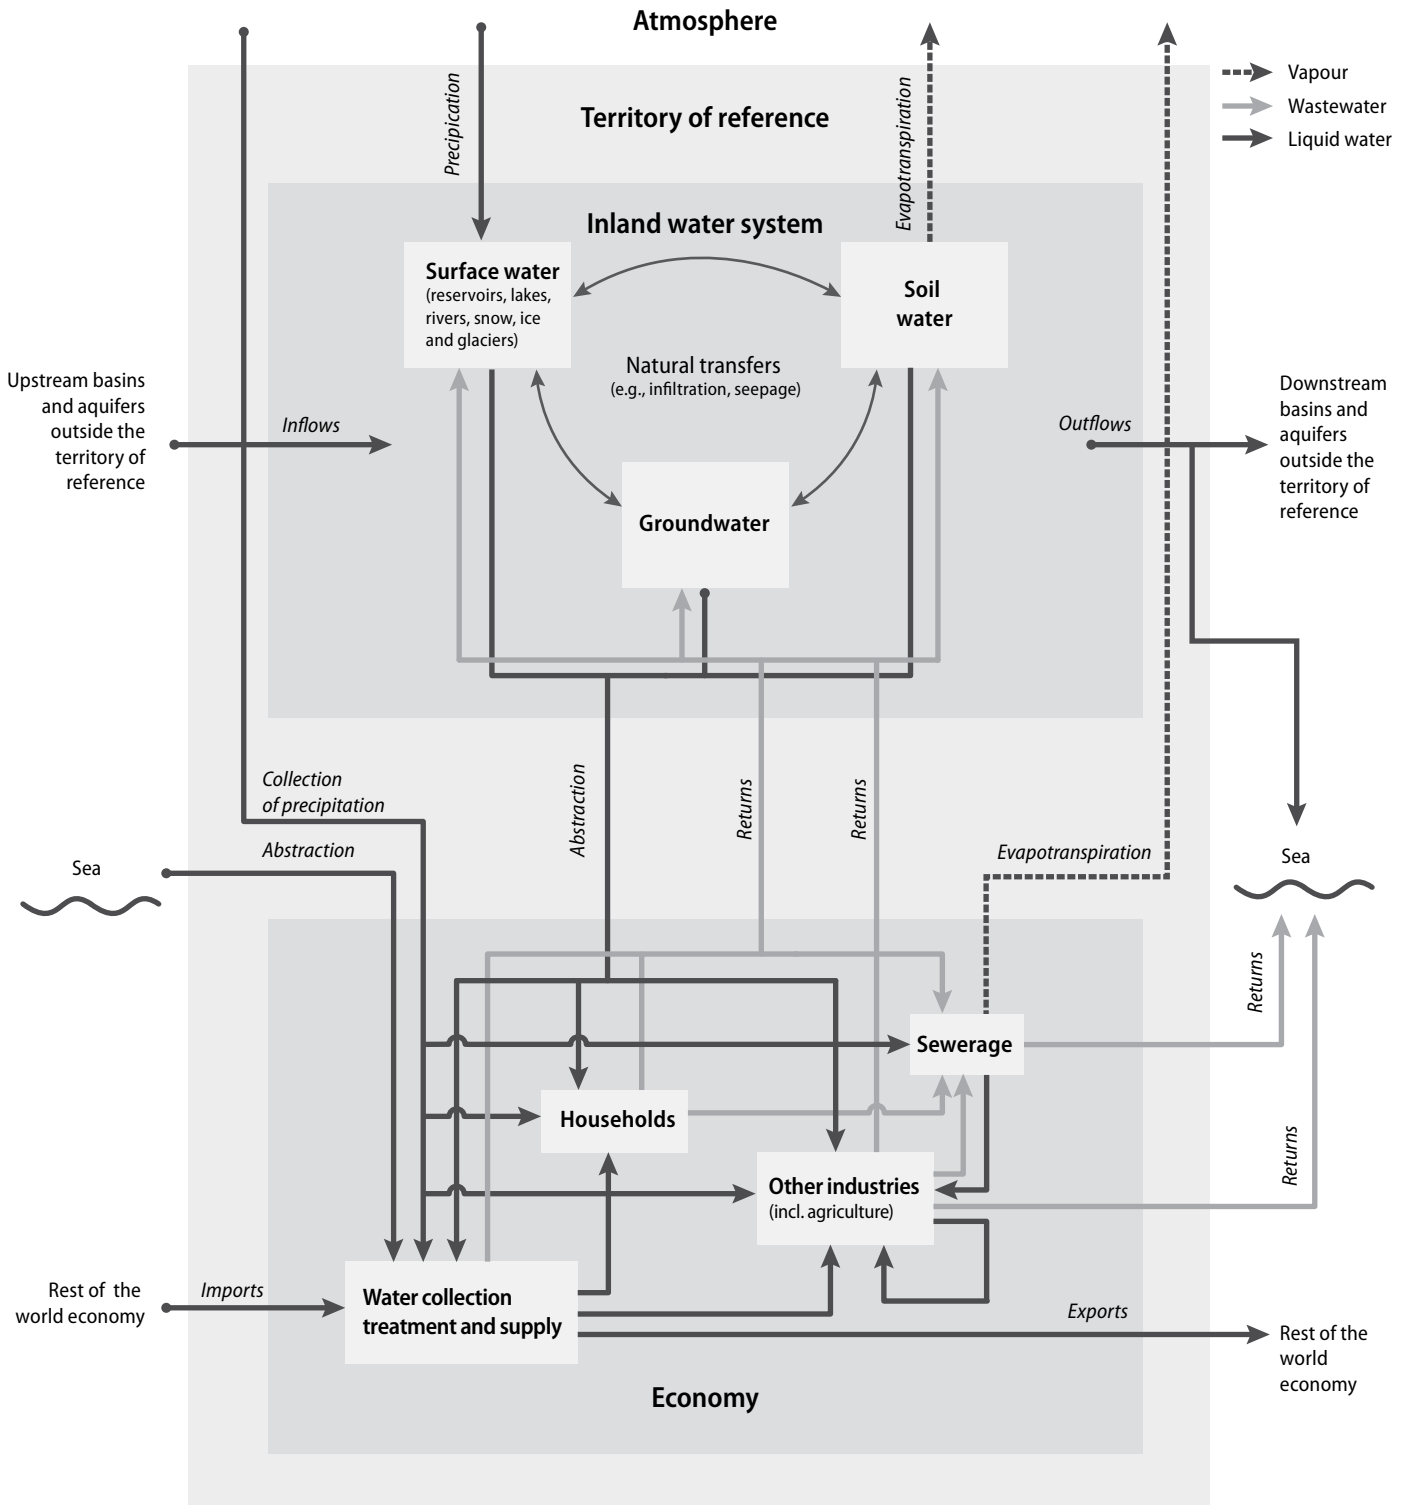 Atmosphere
Vapour
Wastewater
Liquid water
Precipication
Territory of reference
Evapotranspiration
Inland water system
Surface water
(reservoirs, lakes,
rivers, snow, ice
and glaciers)
Soil
water
Natural transfers
(e.g., infiltration, seepage)
Upstream basins
and aquifers
outside the
territory of
reference
Inflows
Outflows
Downstream
basins and
aquifers
outside the
territory of
reference
Groundwater
Collection
of precipitation
Abstraction
Sea
Abstraction
Returns
Returns
Evapotranspiration
Sea
Returns
Sewerage
Households
Other industries
(incl. agriculture)
Returns
Rest of the
world economy
Imports
Water collection
treatment and supply
Exports
Rest of the
world
economy
Economy